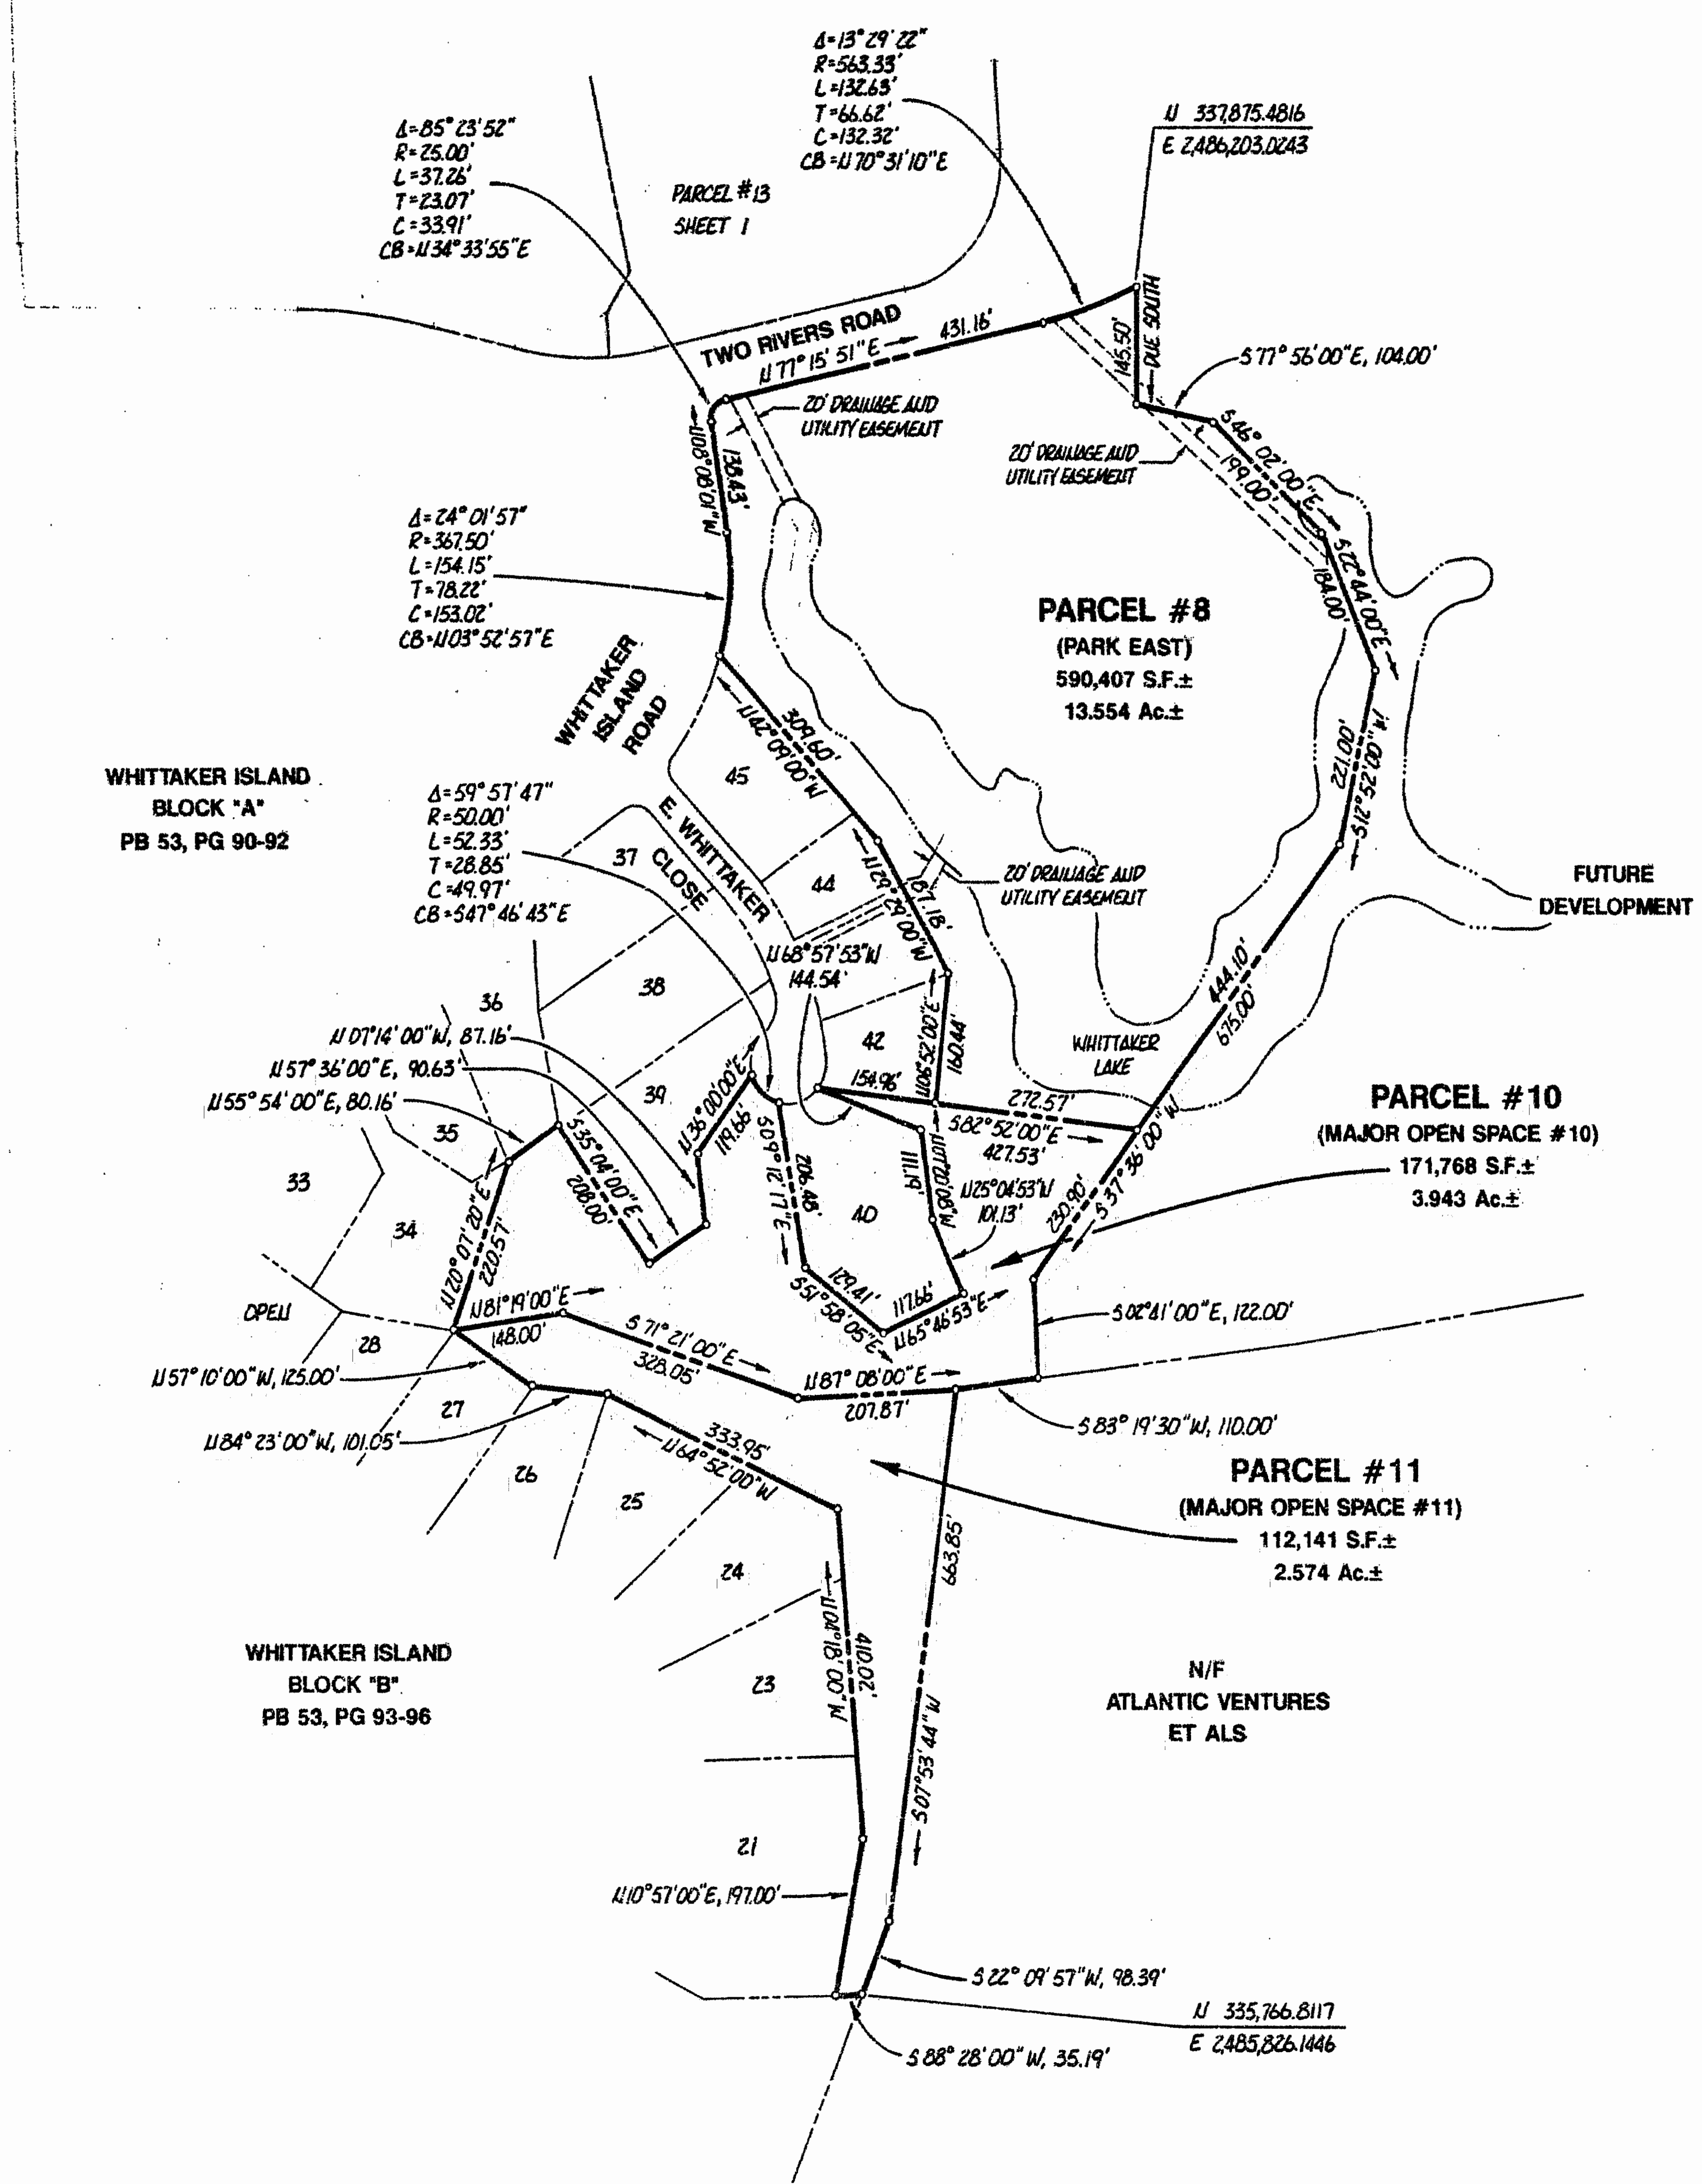 Δ=13°29'22"
R=563.33'
L=132.63'
T=66.62'
C=132.32'
CB=N70°31'10"E
N 337,875.4816
E 2,486,203.0243
Δ=85°23'52"
R=25.00'
L=37.26'
T=23.07'
C=33.91'
CB=N34°33'55"E
PARCEL #13
SHEET 1
TWO RIVERS ROAD
N77°15'51"E
431.16'
145.50'
DUE SOUTH
S77°56'00"E, 104.00'
20' DRAINAGE AND
UTILITY EASEMENT
20' DRAINAGE AND
UTILITY EASEMENT
S46°02'00"E
199.00'
N08°08'01"W
138.43'
S22°44'00"E
184.00'
Δ=24°01'57"
R=367.50'
L=154.15'
T=78.22'
C=153.02'
CB=N03°52'57"E
PARCEL #8
(PARK EAST)
590,407 S.F.±
13.554 Ac.±
WHITTAKER
ISLAND
ROAD
309.60'
N42°09'00"W
221.00'
S12°52'00"W
WHITTAKER ISLAND
BLOCK "A"
PB 53, PG 90-92
45
Δ=59°57'47"
R=50.00'
L=52.33'
T=28.85'
C=49.97'
CB=S47°46'43"E
37
E. WHITTAKER
CLOSE
44
N29°29'00"W
187.18'
20' DRAINAGE AND
UTILITY EASEMENT
FUTURE
DEVELOPMENT
N68°57'53"W
144.54'
444.10'
675.00'
38
36
N07°14'00"W, 87.16'
42
N06°52'00"E
160.44'
WHITTAKER
LAKE
N57°36'00"E, 90.63'
N55°54'00"E, 80.16'
39
N36°00'00"E
119.66'
154.96'
272.57'
S82°52'00"E
427.53'
PARCEL #10
(MAJOR OPEN SPACE #10)
171,768 S.F.±
3.943 Ac.±
35
33
34
S35°04'00"E
208.00'
S09°12'17"E
206.48'
111.19'
N07°20'08"W
N25°04'53"W
101.13'
40
230.90'
S37°36'00"W
N20°07'20"E
220.57'
OPEN
28
N81°19'00"E
148.00'
S71°21'00"E
328.05'
129.41'
S51°58'05"E
117.66'
N65°46'53"E
S02°41'00"E, 122.00'
N57°10'00"W, 125.00'
N87°08'00"E
207.87'
27
N84°23'00"W, 101.05'
S83°19'30"W, 110.00'
333.95'
N64°52'00"W
26
25
PARCEL #11
(MAJOR OPEN SPACE #11)
112,141 S.F.±
2.574 Ac.±
24
663.85'
S07°53'44"W
N04°18'00"W
410.02'
WHITTAKER ISLAND
BLOCK "B"
PB 53, PG 93-96
23
N/F
ATLANTIC VENTURES
ET ALS
21
N10°57'00"E, 197.00'
S22°09'57"W, 98.39'
N 335,766.8117
E 2,485,826.1446
S88°28'00"W, 35.19'